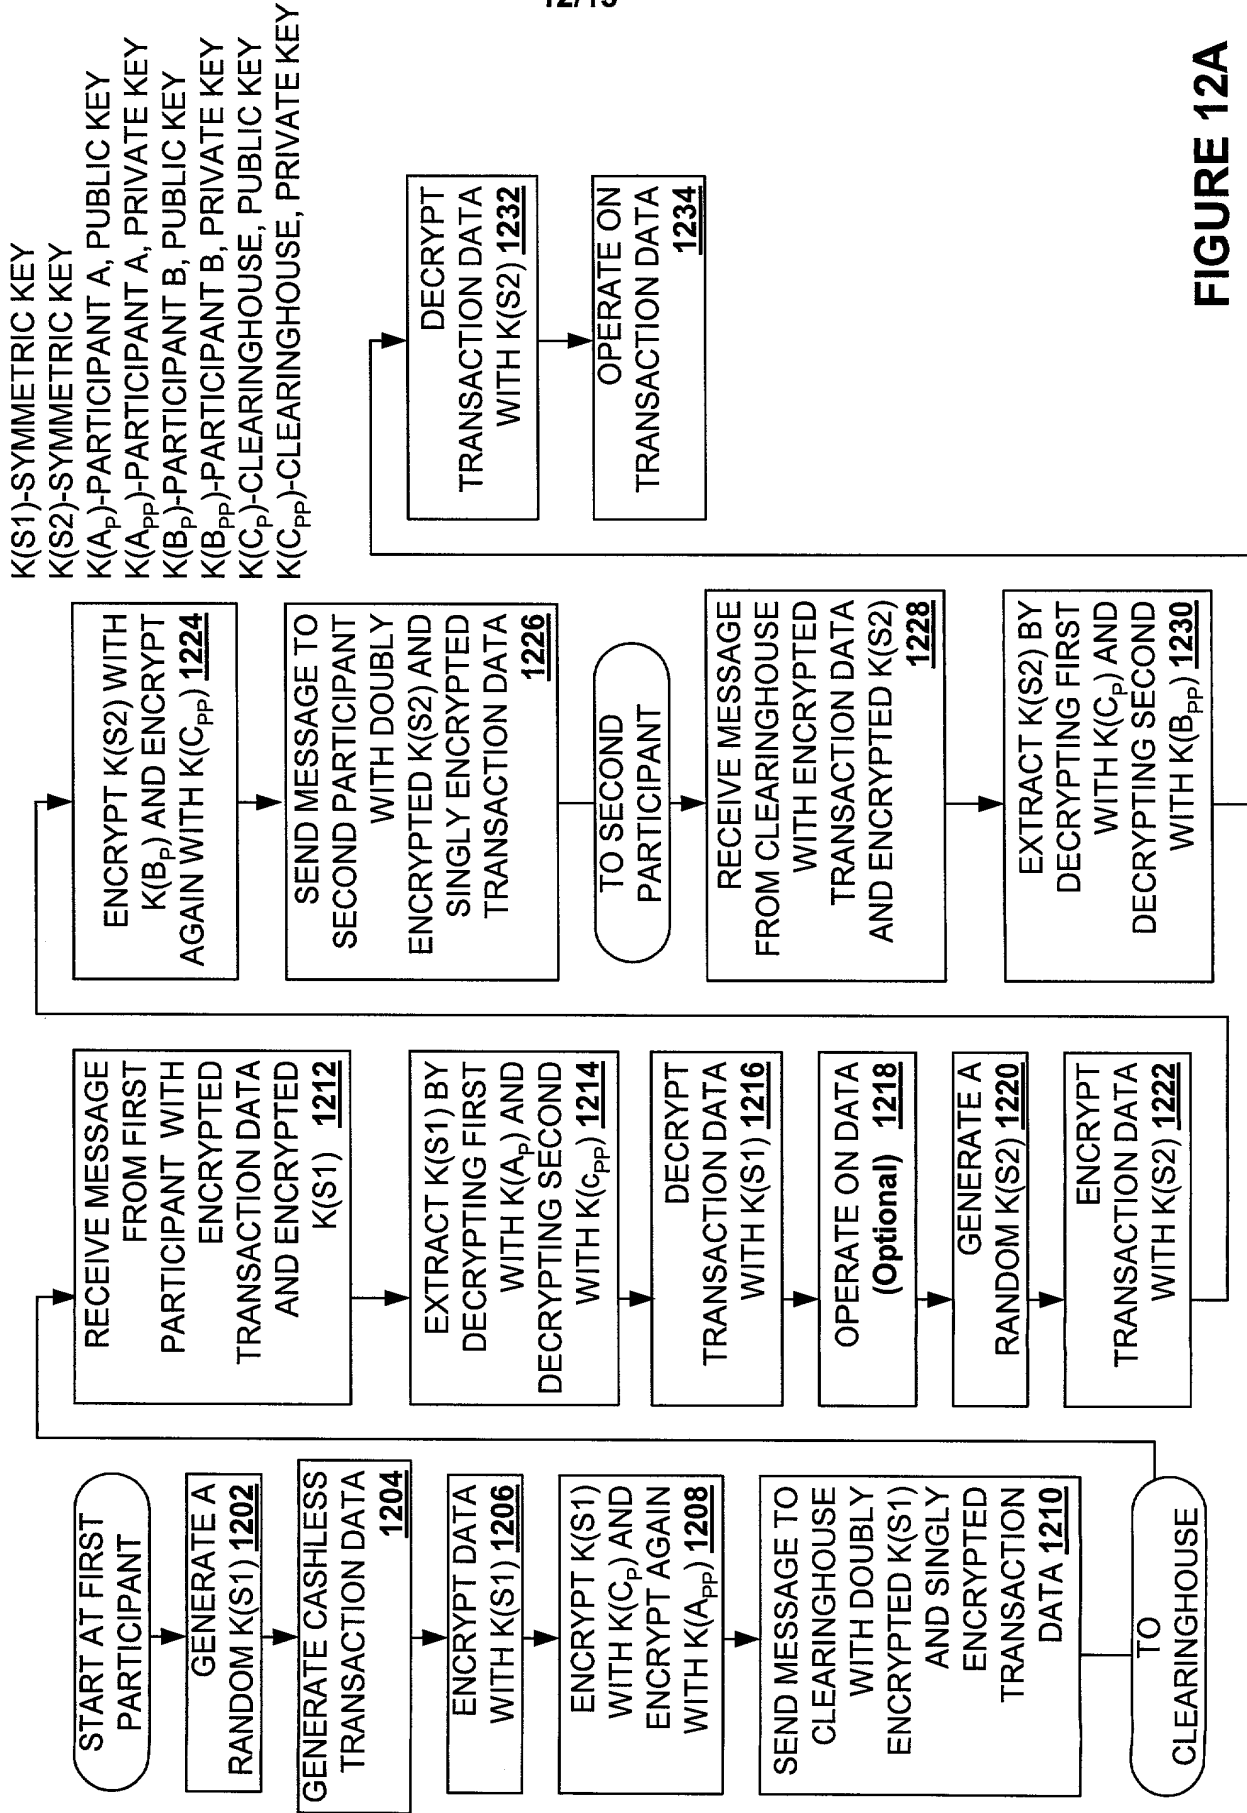 12/15
K(S1)-SYMMETRIC KEY
K(S2)-SYMMETRIC KEY
K(AP)-PARTICIPANT A, PUBLIC KEY
K(APP)-PARTICIPANT A, PRIVATE KEY
K(BP)-PARTICIPANT B, PUBLIC KEY
K(BPP)-PARTICIPANT B, PRIVATE KEY
K(CP)-CLEARINGHOUSE, PUBLIC KEY
K(CPP)-CLEARINGHOUSE, PRIVATE KEY
START AT FIRST
PARTICIPANT
GENERATE A
RANDOM K(S1) 1202
GENERATE CASHLESS
TRANSACTION DATA
1204
ENCRYPT DATA
WITH K(S1) 1206
ENCRYPT K(S1)
WITH K(CP) AND
ENCRYPT AGAIN
WITH K(APP) 1208
SEND MESSAGE TO
CLEARINGHOUSE
WITH DOUBLY
ENCRYPTED K(S1)
AND SINGLY
ENCRYPTED
TRANSACTION
DATA 1210
TO
CLEARINGHOUSE
RECEIVE MESSAGE
FROM FIRST
PARTICIPANT WITH
ENCRYPTED
TRANSACTION DATA
AND ENCRYPTED
K(S1) 1212
EXTRACT K(S1) BY
DECRYPTING FIRST
WITH K(AP) AND
DECRYPTING SECOND
WITH K(cPP) 1214
DECRYPT
TRANSACTION DATA
WITH K(S1) 1216
OPERATE ON DATA
(Optional) 1218
GENERATE A
RANDOM K(S2) 1220
ENCRYPT
TRANSACTION DATA
WITH K(S2) 1222
ENCRYPT K(S2) WITH
K(BP) AND ENCRYPT
AGAIN WITH K(CPP) 1224
SEND MESSAGE TO
SECOND PARTICIPANT
WITH DOUBLY
ENCRYPTED K(S2) AND
SINGLY ENCRYPTED
TRANSACTION DATA
1226
TO SECOND
PARTICIPANT
RECEIVE MESSAGE
FROM CLEARINGHOUSE
WITH ENCRYPTED
TRANSACTION DATA
AND ENCRYPTED K(S2)
1228
EXTRACT K(S2) BY
DECRYPTING FIRST
WITH K(CP) AND
DECRYPTING SECOND
WITH K(BPP) 1230
DECRYPT
TRANSACTION DATA
WITH K(S2) 1232
OPERATE ON
TRANSACTION DATA
1234
FIGURE 12A